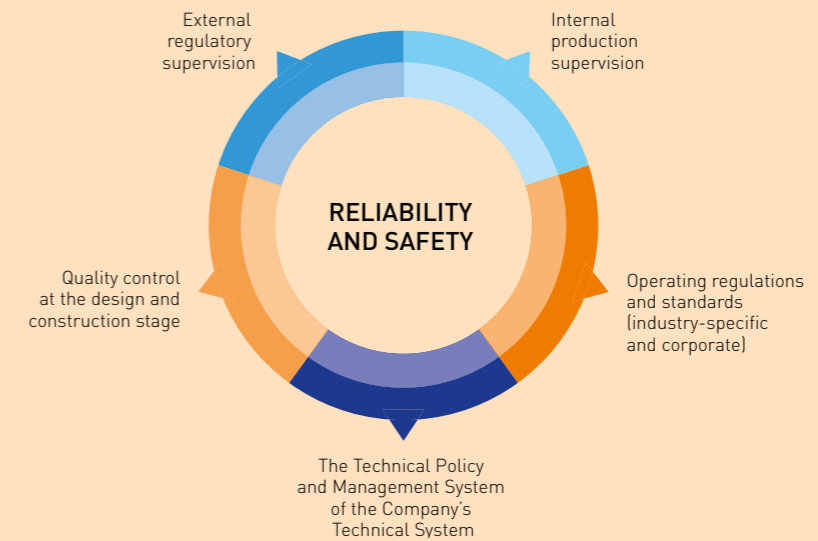 External
regulatory
supervision
Internal
production
supervision
RELIABILITY
AND SAFETY
Quality control
at the design and
construction stage
Operating regulations
and standards
(industry-specific
and corporate)
The Technical Policy
and Management System
of the Company's
Technical System